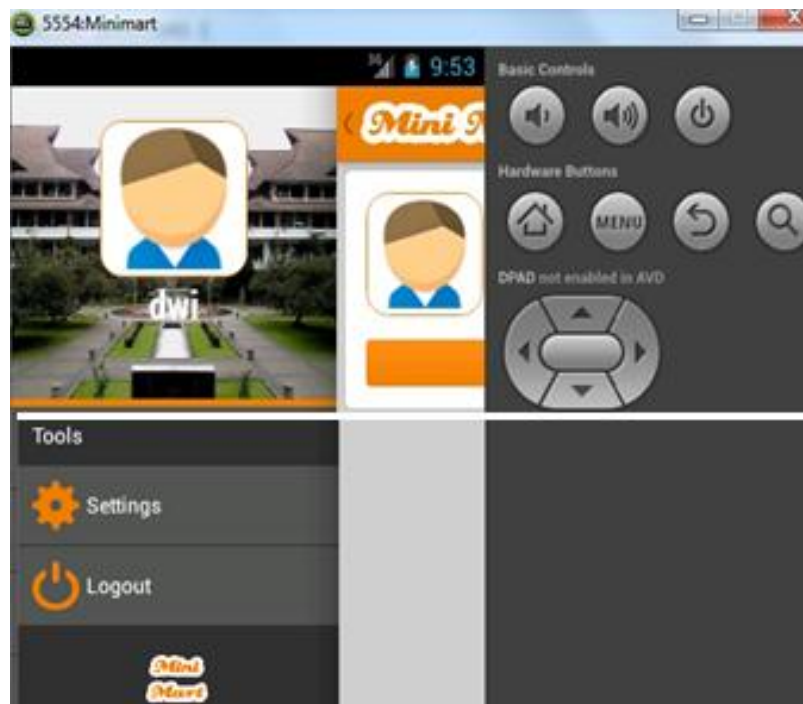 5554:Minimart
3G 9:53
Basic Controls
Mini M
Hardware Buttons
MENU
DPAD not enabled in AVD
dwi
Tools
Settings
Logout
Mini
Mart